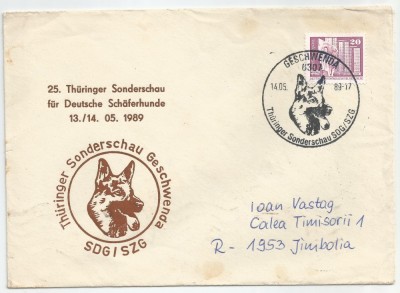 25. Thüringer Sonderschau
für Deutsche Schäferhunde
13./14. 05. 1989
20
GESCHWENDA
6307
14.05. 89-17
Thüringer Sonderschau SDG/SZG
Thüringer Sonderschau Geschwenda
SDG/SZG
Ioan Vastag
Calea Timisorii 1
R - 1953 Jimbolia